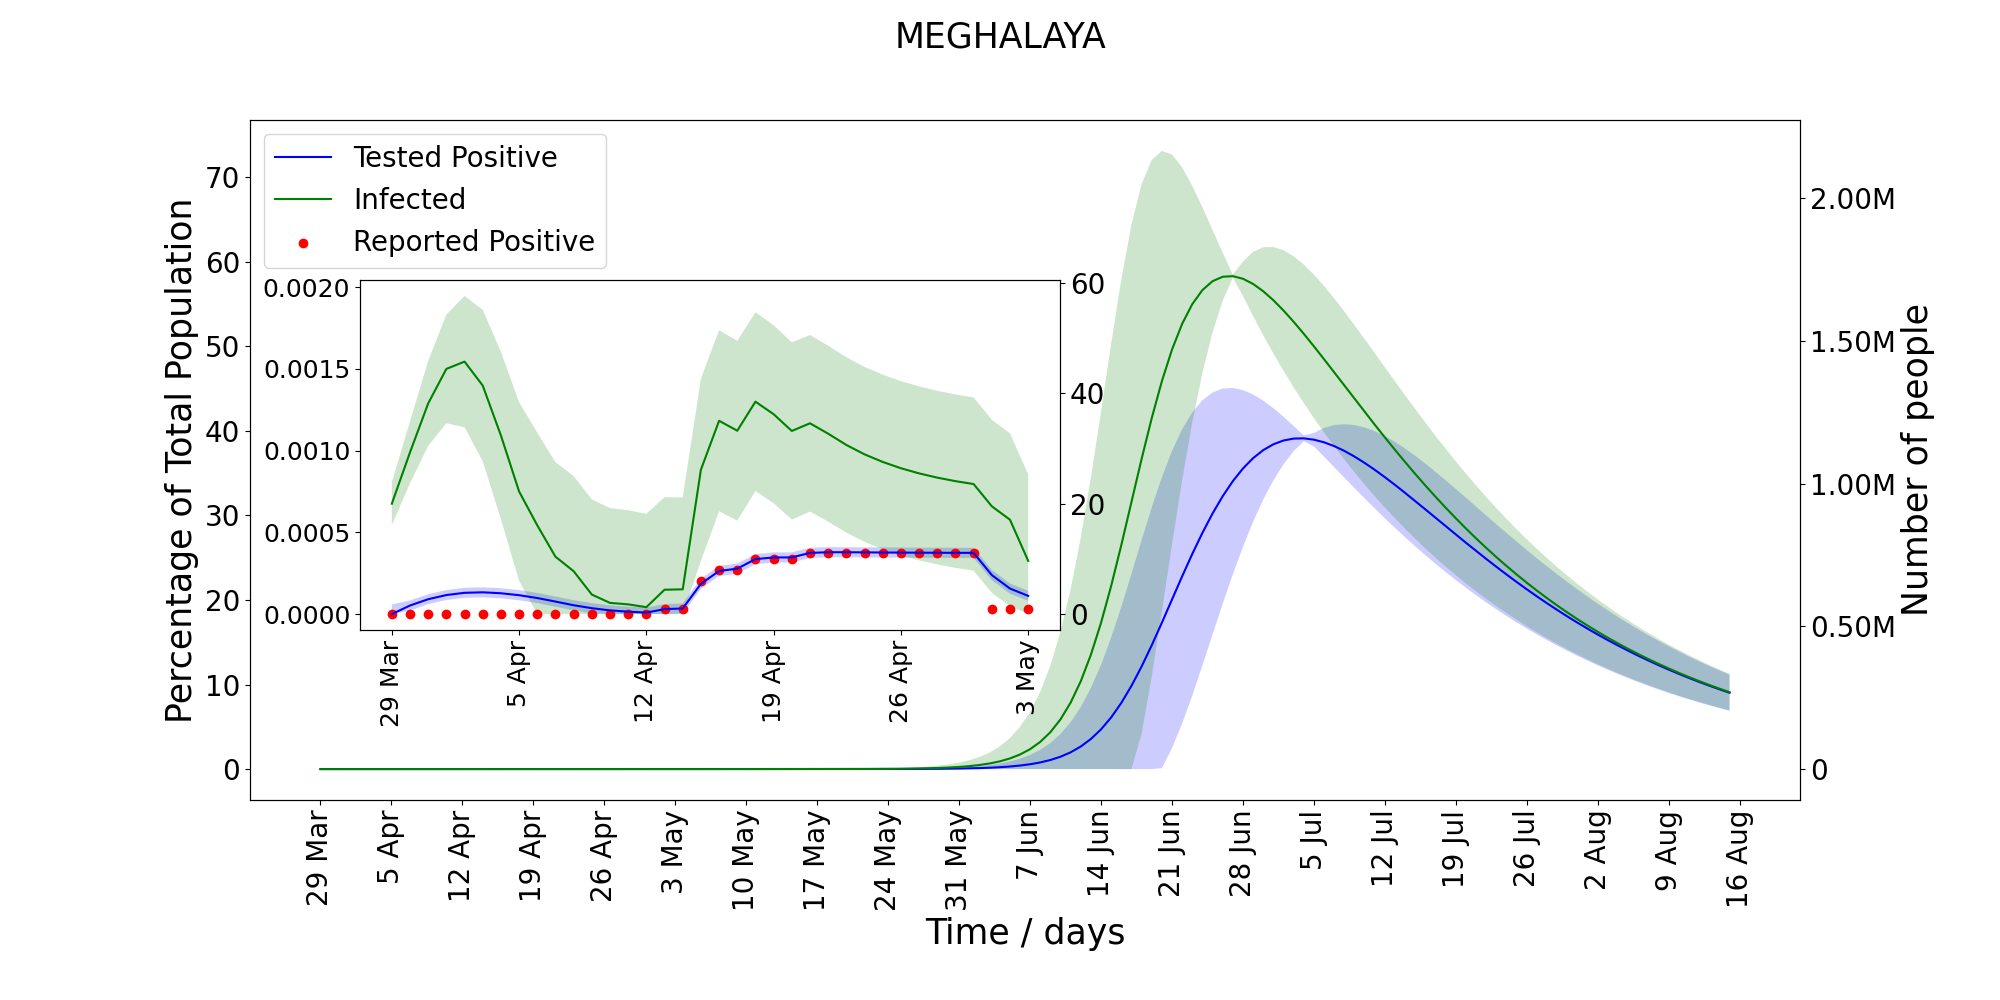 MEGHALAYA
Tested Positive
Infected
Reported Positive
Percentage of Total Population
70
60
50
40
30
20
10
0
2.00M
1.50M
1.00M
0.50M
0
Number of people
0.0020
0.0015
0.0010
0.0005
0.0000
60
40
20
0
29 Mar
5 Apr
12 Apr
19 Apr
26 Apr
3 May
29 Mar
5 Apr
12 Apr
19 Apr
26 Apr
3 May
10 May
17 May
24 May
31 May
7 Jun
14 Jun
21 Jun
28 Jun
5 Jul
12 Jul
19 Jul
26 Jul
2 Aug
9 Aug
16 Aug
Time / days